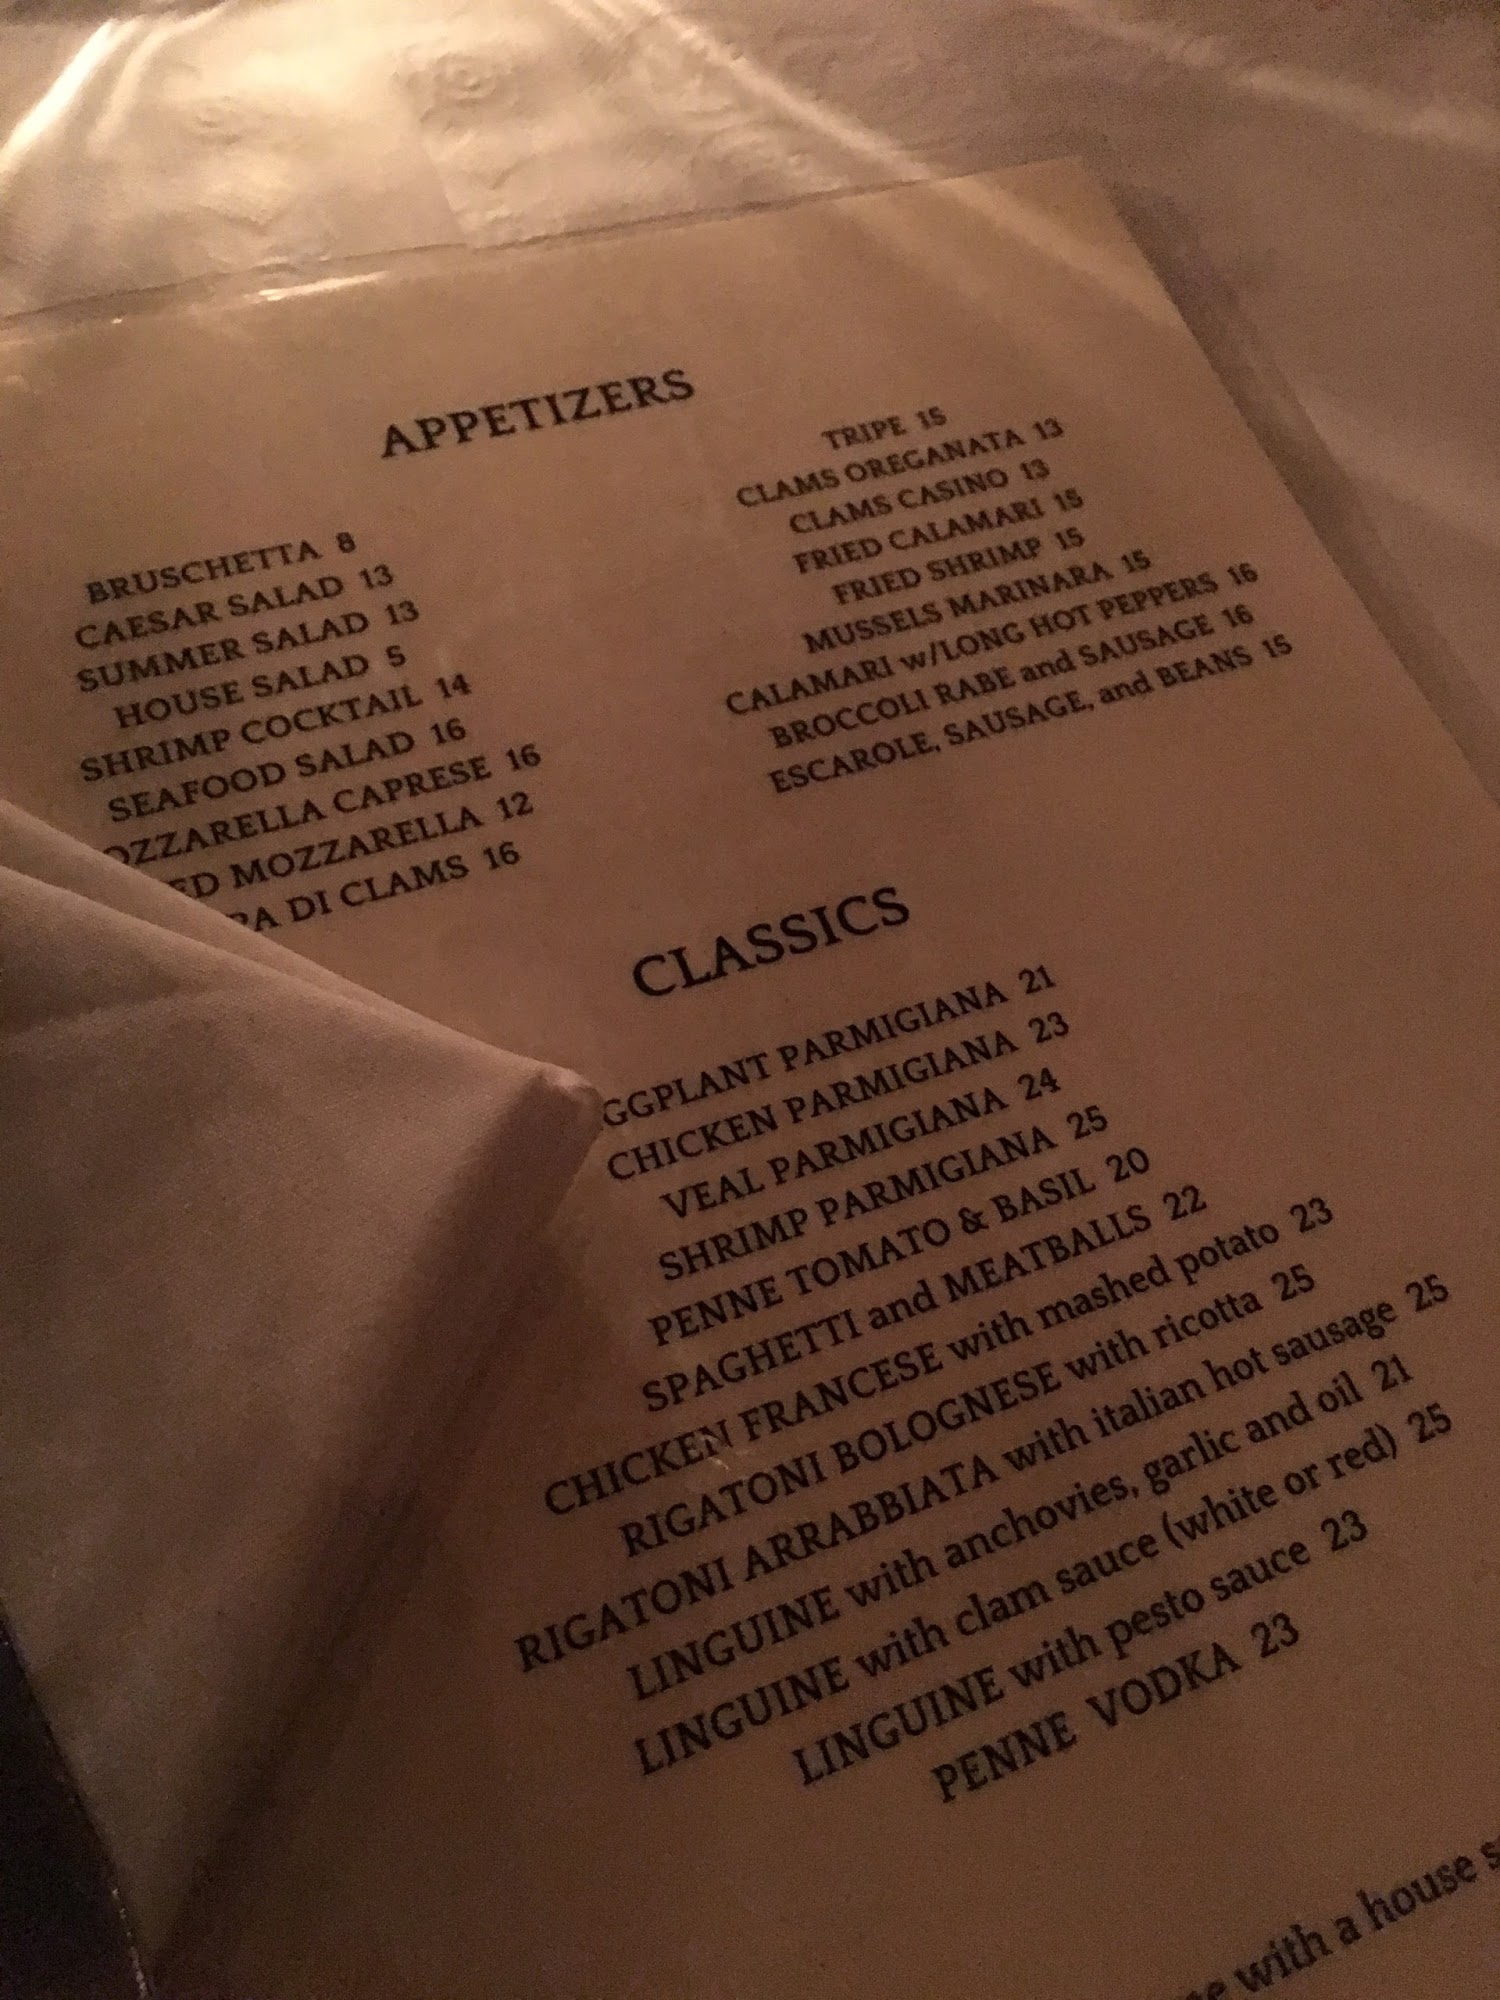 APPETIZERS
BRUSCHETTA 8
CAESAR SALAD 13
SUMMER SALAD 13
HOUSE SALAD 5
SHRIMP COCKTAIL 14
SEAFOOD SALAD 16
CAPRESE 16
MOZZARELLA 12
DI CLAMS 16
TRIPE 15
CLAMS OREGANATA 13
CLAMS CASINO 13
FRIED CALAMARI 15
FRIED SHRIMP 15
MUSSELS MARINARA 15
CALAMARI w/LONG HOT PEPPERS 16
BROCCOLI RABE and SAUSAGE 16
ESCAROLE, SAUSAGE, and BEANS 15
CLASSICS
PARMIGIANA 21
CHICKEN PARMIGIANA 23
VEAL PARMIGIANA 24
SHRIMP PARMIGIANA 25
PENNE TOMATO & BASIL 20
SPAGHETTI and MEATBALLS 22
CHICKEN FRANCESE with mashed potato 23
RIGATONI BOLOGNESE with ricotta 25
RIGATONI ARRABBIATA with italian hot sausage 25
LINGUINE with anchovies, garlic and oil 21
LINGUINE with clam sauce (white or red) 25
LINGUINE with pesto sauce 23
PENNE VODKA 23
with a house